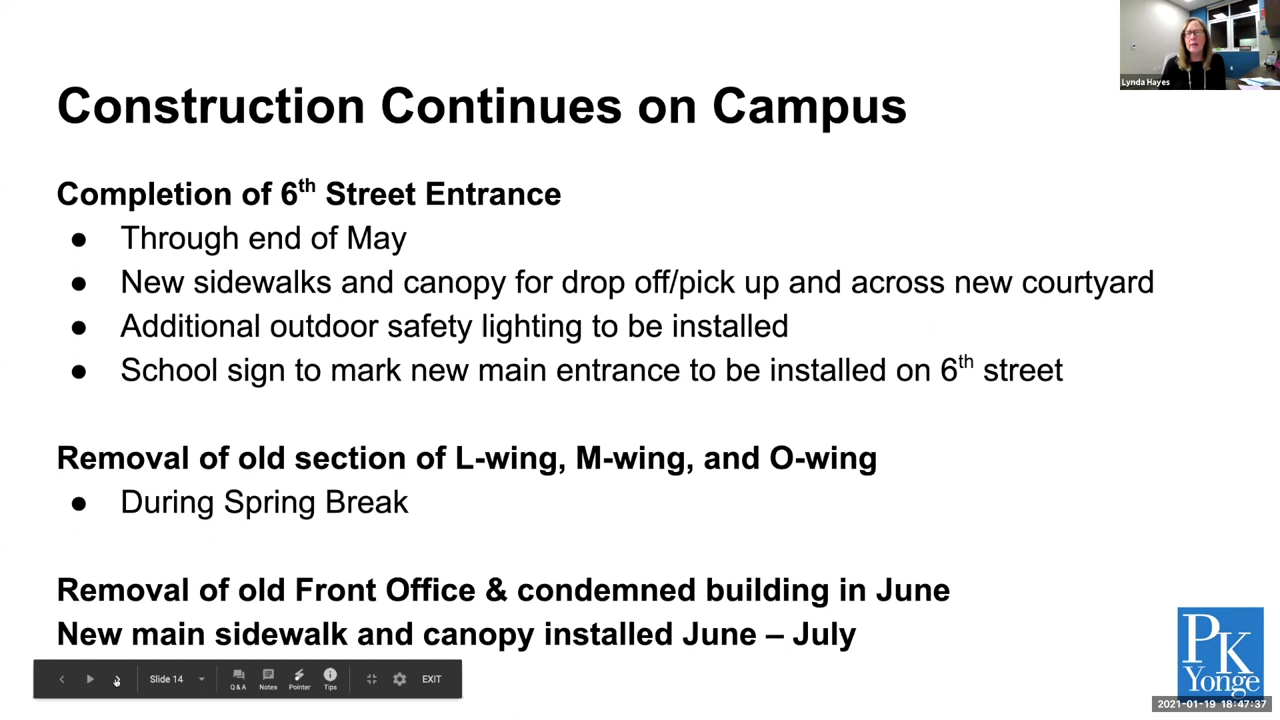 Lynda Hayes
Construction Continues on Campus
Completion of 6th Street Entrance
● Through end of May
● New sidewalks and canopy for drop off/pick up and across new courtyard
● Additional outdoor safety lighting to be installed
● School sign to mark new main entrance to be installed on 6th street
Removal of old section of L-wing, M-wing, and O-wing
● During Spring Break
Removal of old Front Office & condemned building in June
New main sidewalk and canopy installed June – July
Slide 14
Q & A
Notes
Pointer
Tips
EXIT
PK
Yonge
2021-01-19 18:47:37